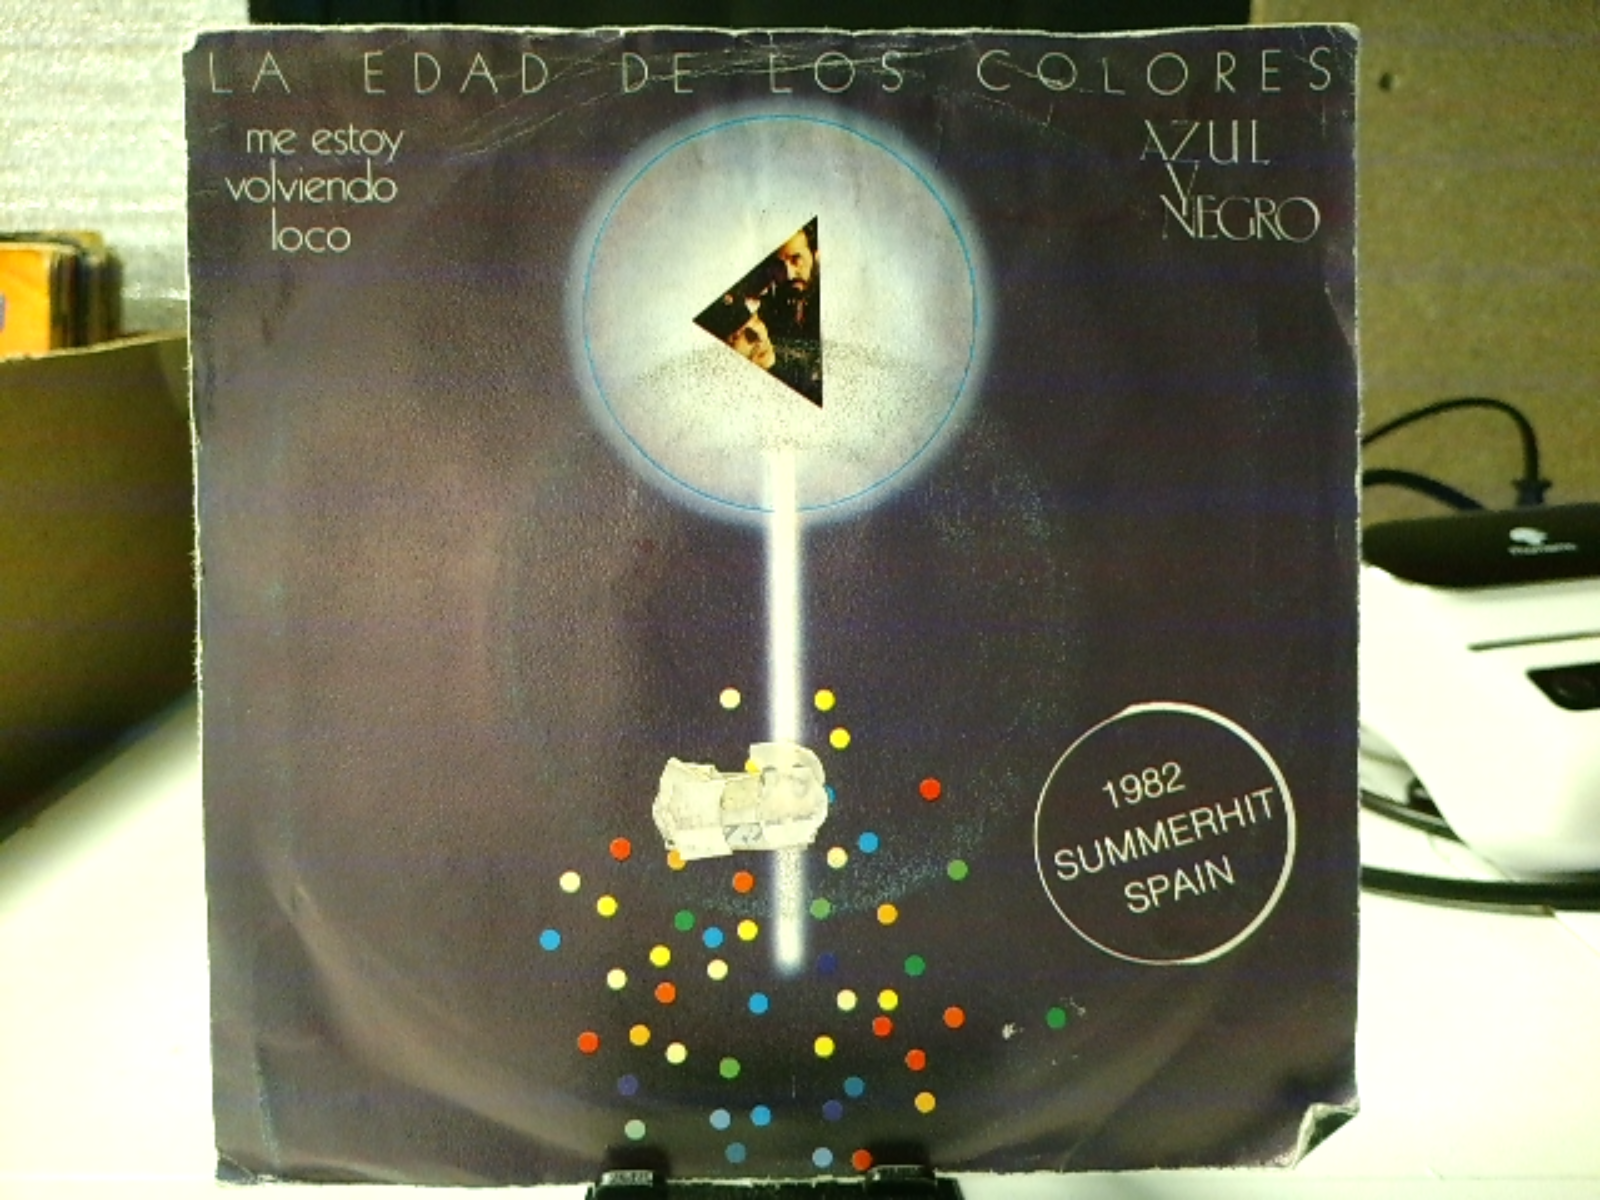 LA EDAD DE LOS COLORES
me estoy
volviendo
loco
AZUL
Y
NEGRO
1982
SUMMERHIT
SPAIN